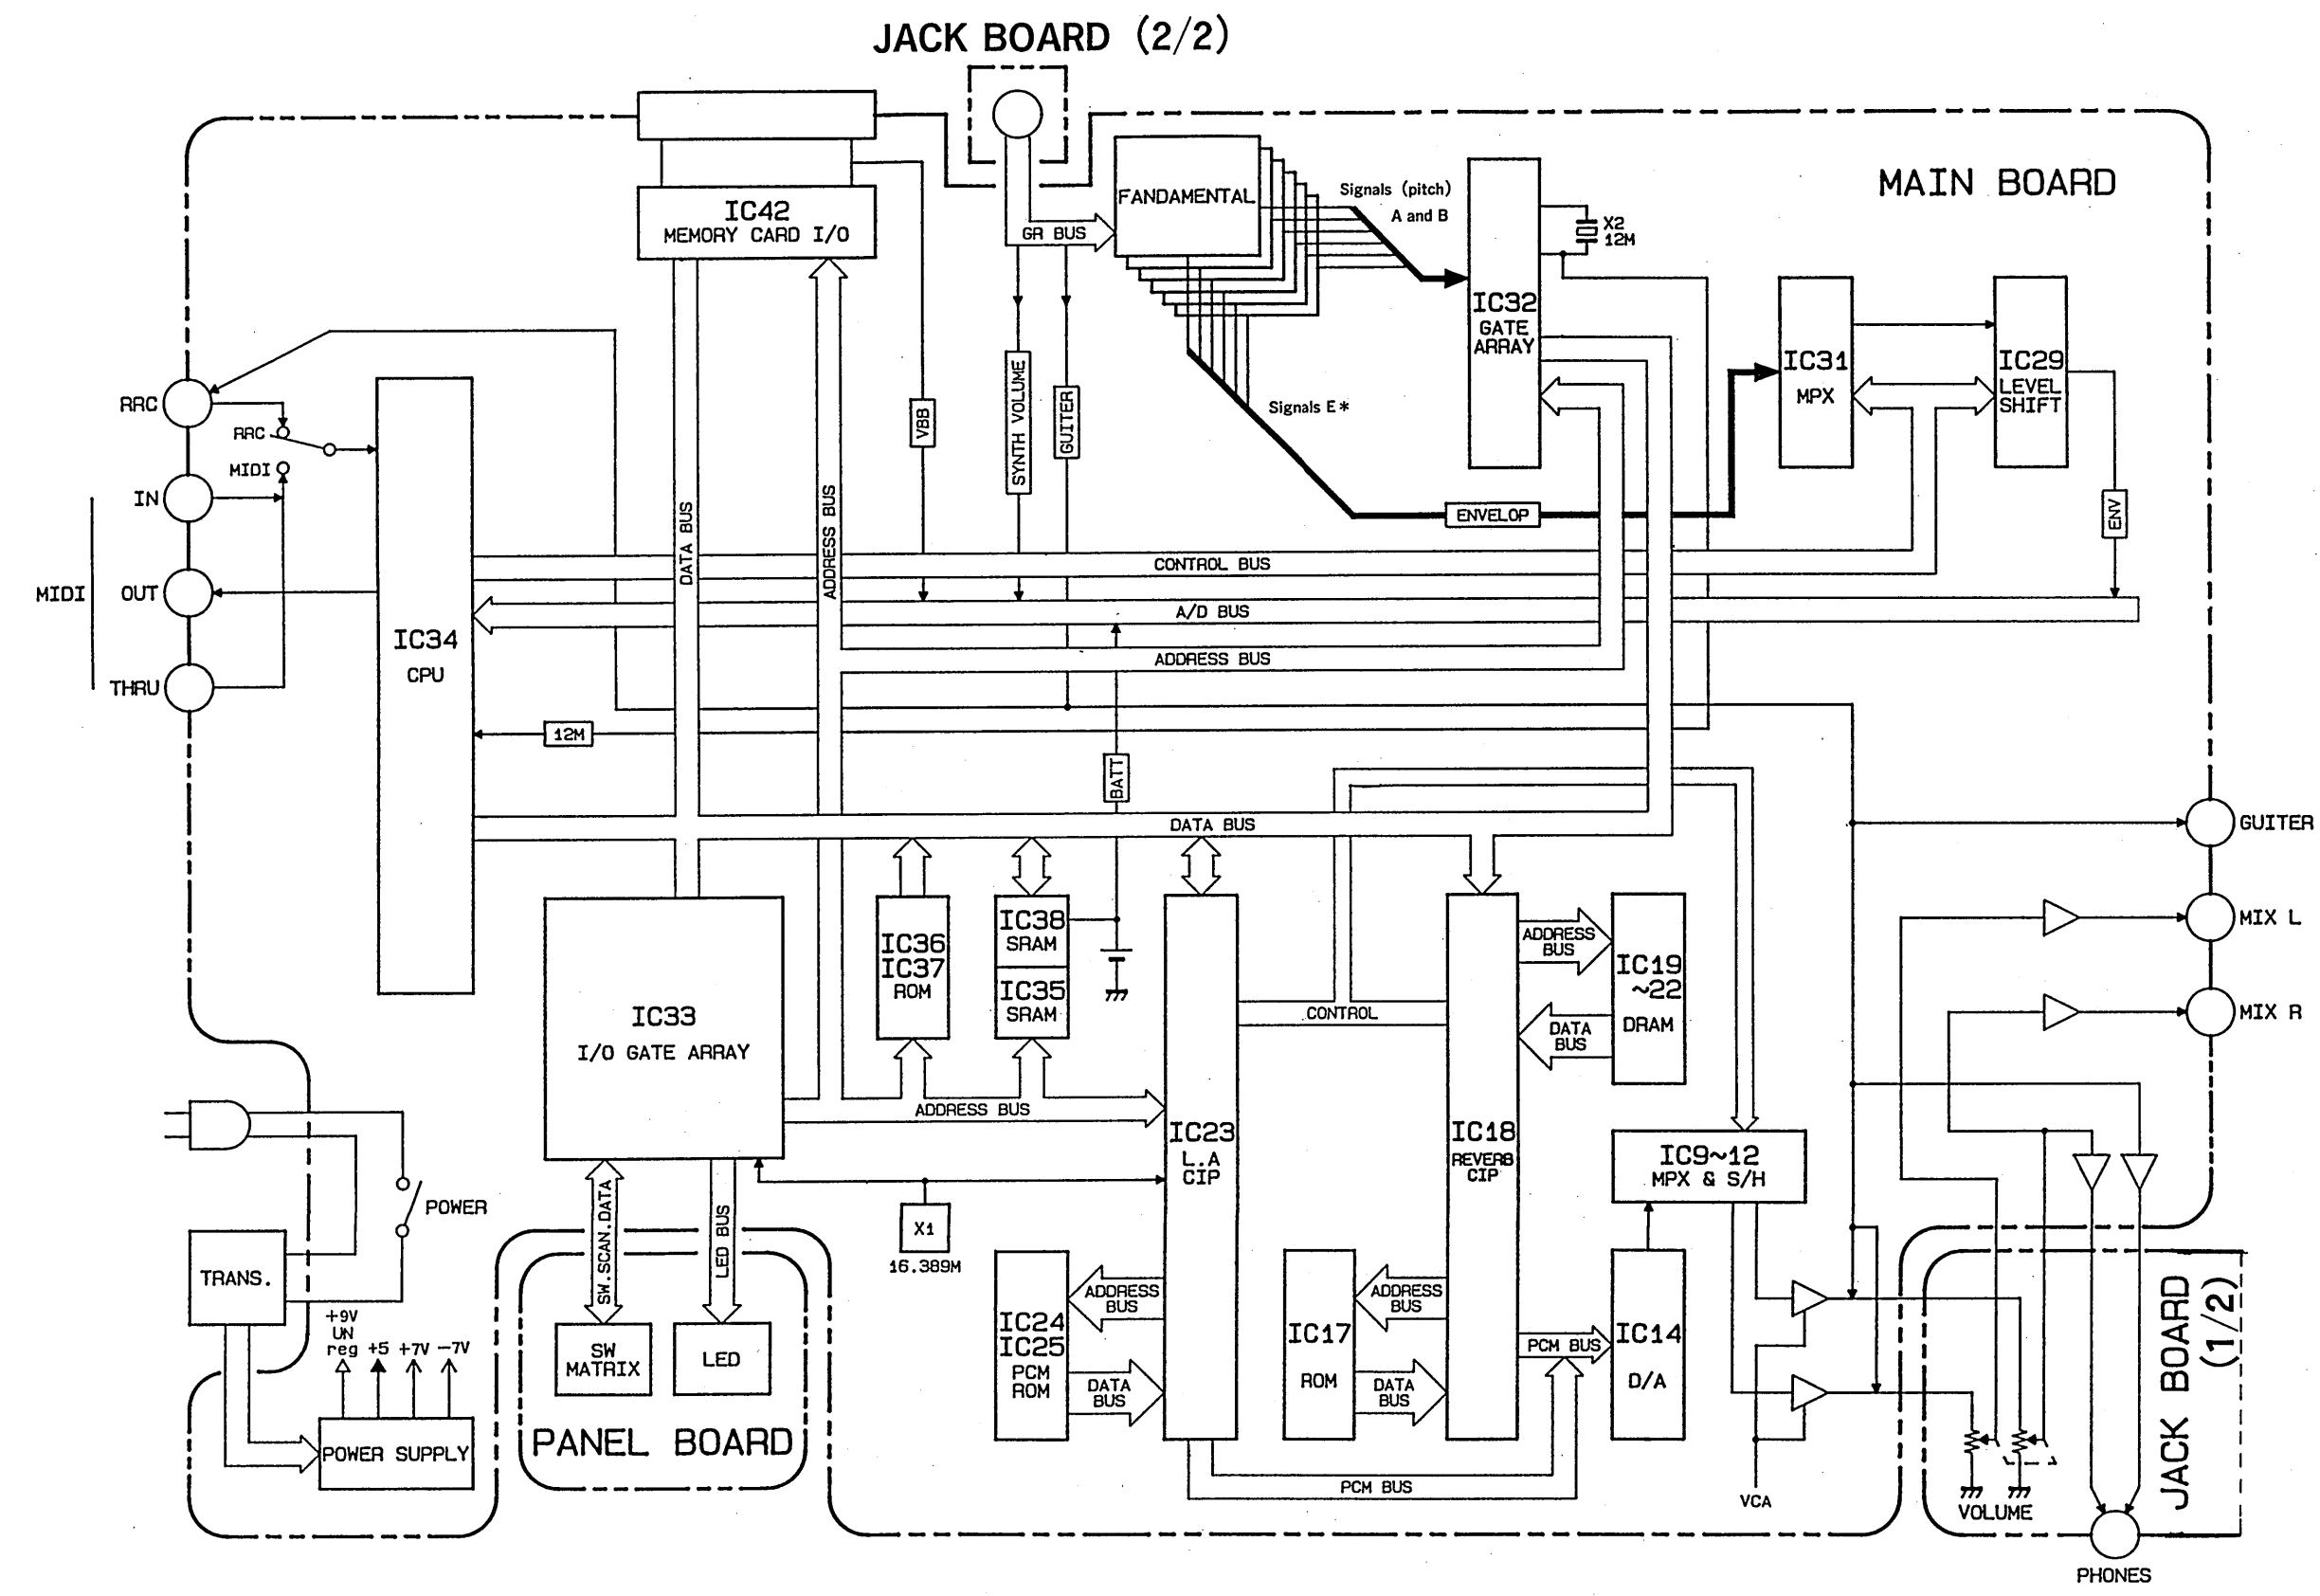 JACK BOARD (2/2)
MAIN BOARD
IC42
MEMORY CARD I/O
GR BUS
FANDAMENTAL
Signals (pitch)
A and B
X2
12M
IC32
GATE
ARRAY
IC31
MPX
IC29
LEVEL
SHIFT
RRC
RRC
MIDI
IN
MIDI
OUT
THRU
VBB
SYNTH VOLUME
GUITER
Signals E*
ENVELOP
ENV
DATA BUS
ADDRESS BUS
CONTROL BUS
A/D BUS
ADDRESS BUS
IC34
CPU
12M
BATT
DATA BUS
GUITER
MIX L
MIX R
IC33
I/O GATE ARRAY
IC36
IC37
ROM
IC38
SRAM
IC35
SRAM
ADDRESS BUS
CONTROL
ADDRESS
BUS
DATA
BUS
IC19
~22
DRAM
IC23
L.A
CIP
IC18
REVERB
CIP
IC9~12
MPX & S/H
POWER
TRANS.
+9V
UN
reg
+5
+7V
-7V
POWER SUPPLY
SW.SCAN.DATA
LED BUS
SW
MATRIX
LED
PANEL BOARD
X1
16.389M
IC24
IC25
PCM
ROM
ADDRESS
BUS
DATA
BUS
IC17
ROM
ADDRESS
BUS
DATA
BUS
PCM BUS
IC14
D/A
PCM BUS
VCA
VOLUME
JACK BOARD
(1/2)
PHONES